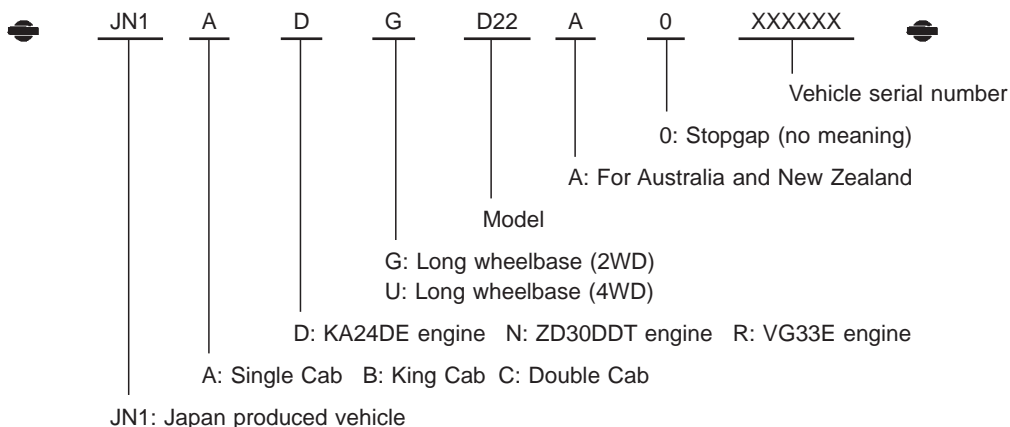 JN1 A D G D22 A 0 XXXXXX
Vehicle serial number
0: Stopgap (no meaning)
A: For Australia and New Zealand
Model
G: Long wheelbase (2WD)
U: Long wheelbase (4WD)
D: KA24DE engine N: ZD30DDT engine R: VG33E engine
A: Single Cab B: King Cab C: Double Cab
JN1: Japan produced vehicle